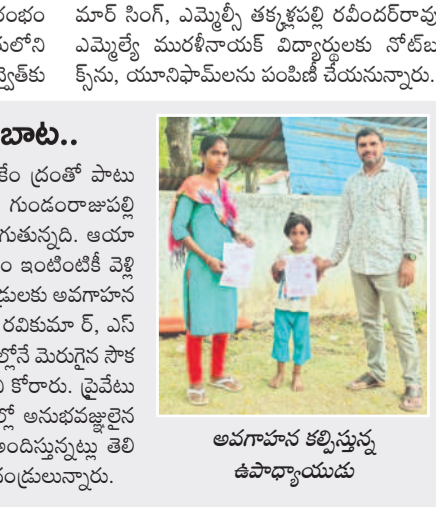 రంభం
లోని
వైత్‌కు
మార్ సింగ్, ఎమ్మెల్సీ తక్కళ్లపల్లి రవీందర్‌రావు
ఎమ్మెల్యే మురళీనాయక్ విద్యార్థులకు నోట్‌బు
క్స్‌ను, యూనిఫామ్‌లను పంపిణీ చేయనున్నారు.
బాట..
కేం ద్రంతో పాటు
గుండంరాజుపల్లి
గుతున్నది. ఆయా
ం ఇంటింటికీ వెళ్లి
డ్రులకు అవగాహన
రవికుమా ర్, ఎస్
ల్లోనే మెరుగైన సౌక
ని కోరారు. ప్రైవేటు
ల్లో అనుభవజ్ఞులైన
ందిస్తున్నట్లు తెలి
ండ్రులున్నారు.
అవగాహన కల్పిస్తున్న
ఉపాధ్యాయుడు